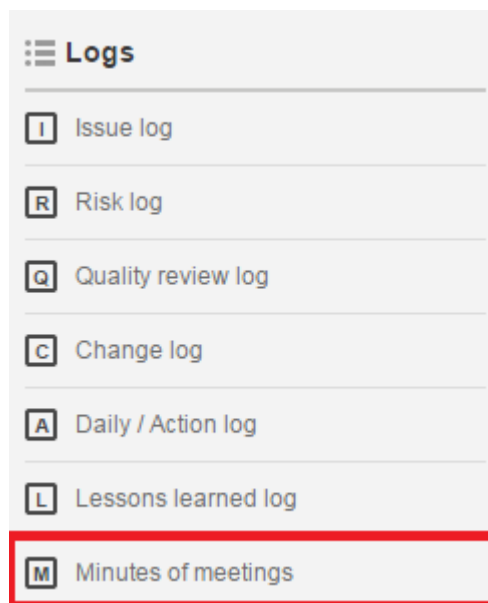 Logs
I Issue log
R Risk log
Q Quality review log
C Change log
A Daily / Action log
L Lessons learned log
M Minutes of meetings